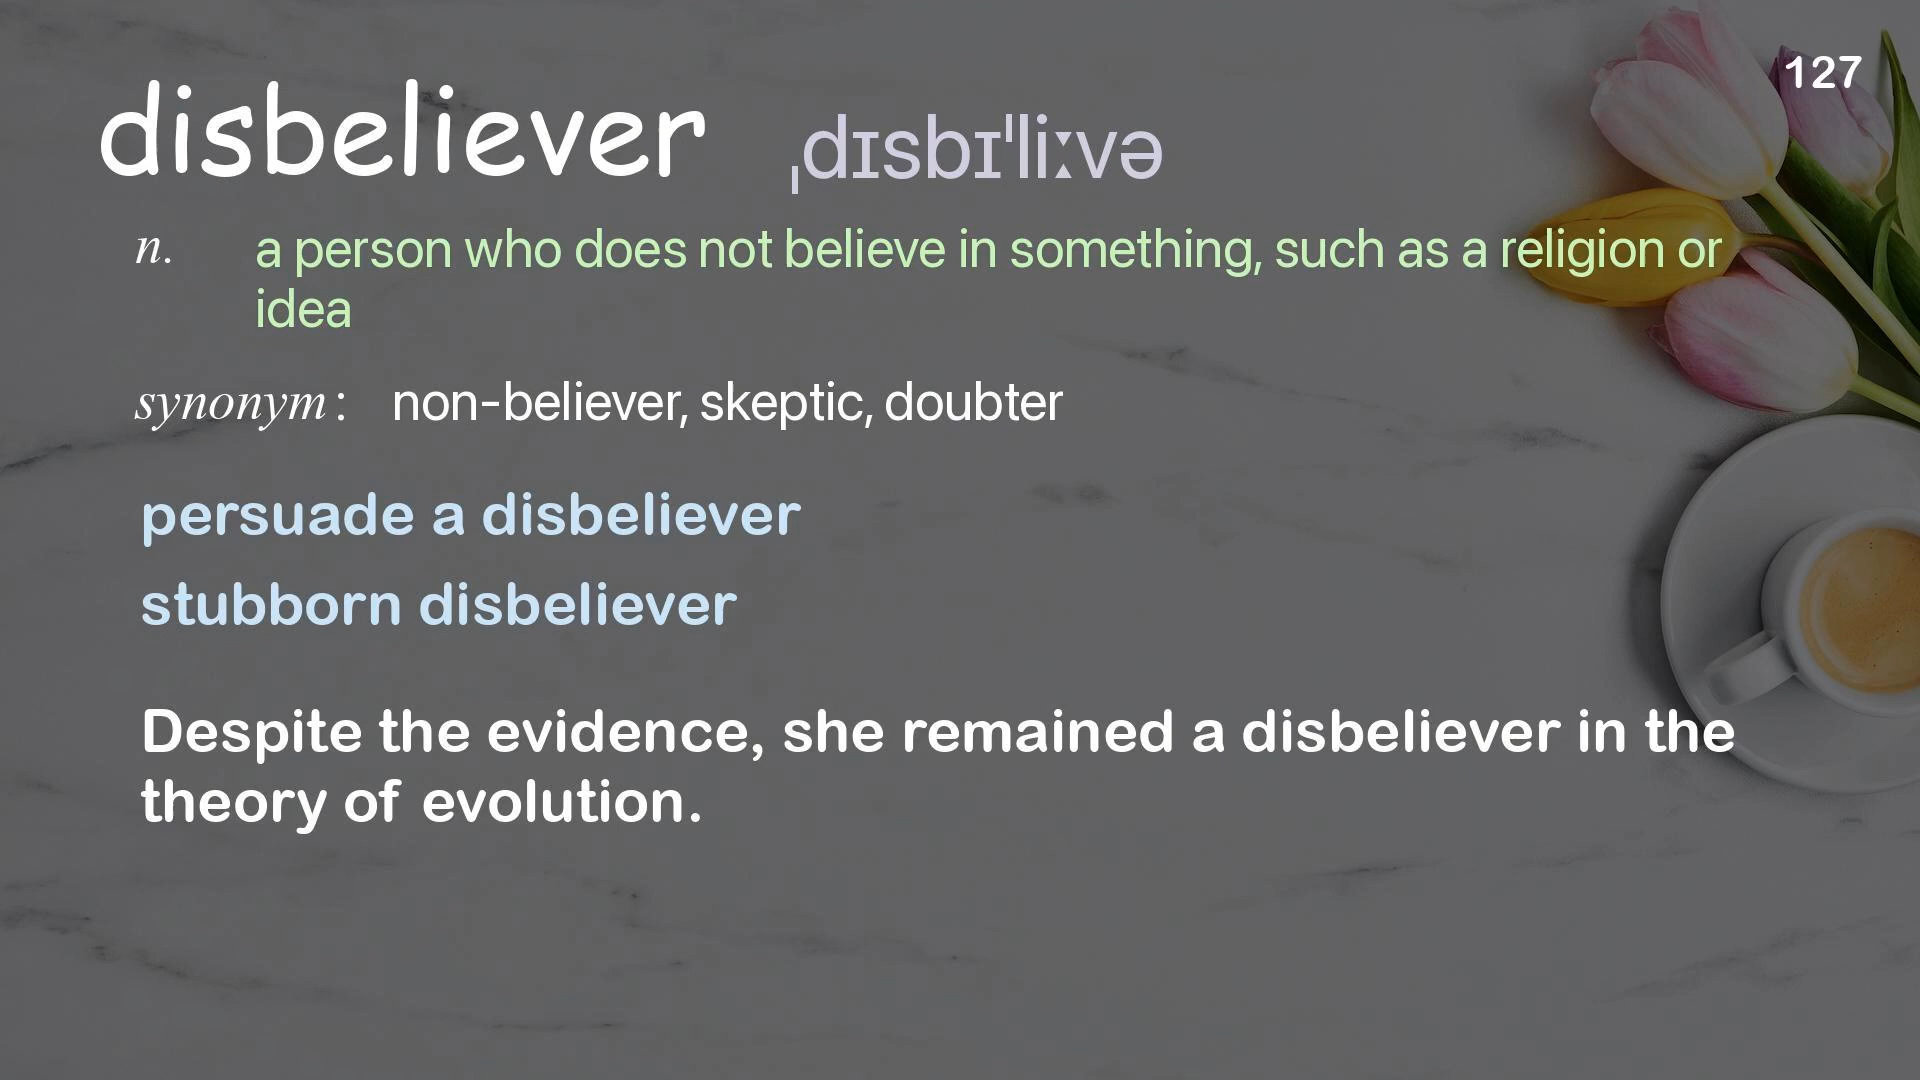 127
disbeliever ˌdɪsbɪˈliːvə
n. a person who does not believe in something, such as a religion or
idea
synonym: non-believer, skeptic, doubter
persuade a disbeliever
stubborn disbeliever
Despite the evidence, she remained a disbeliever in the
theory of evolution.